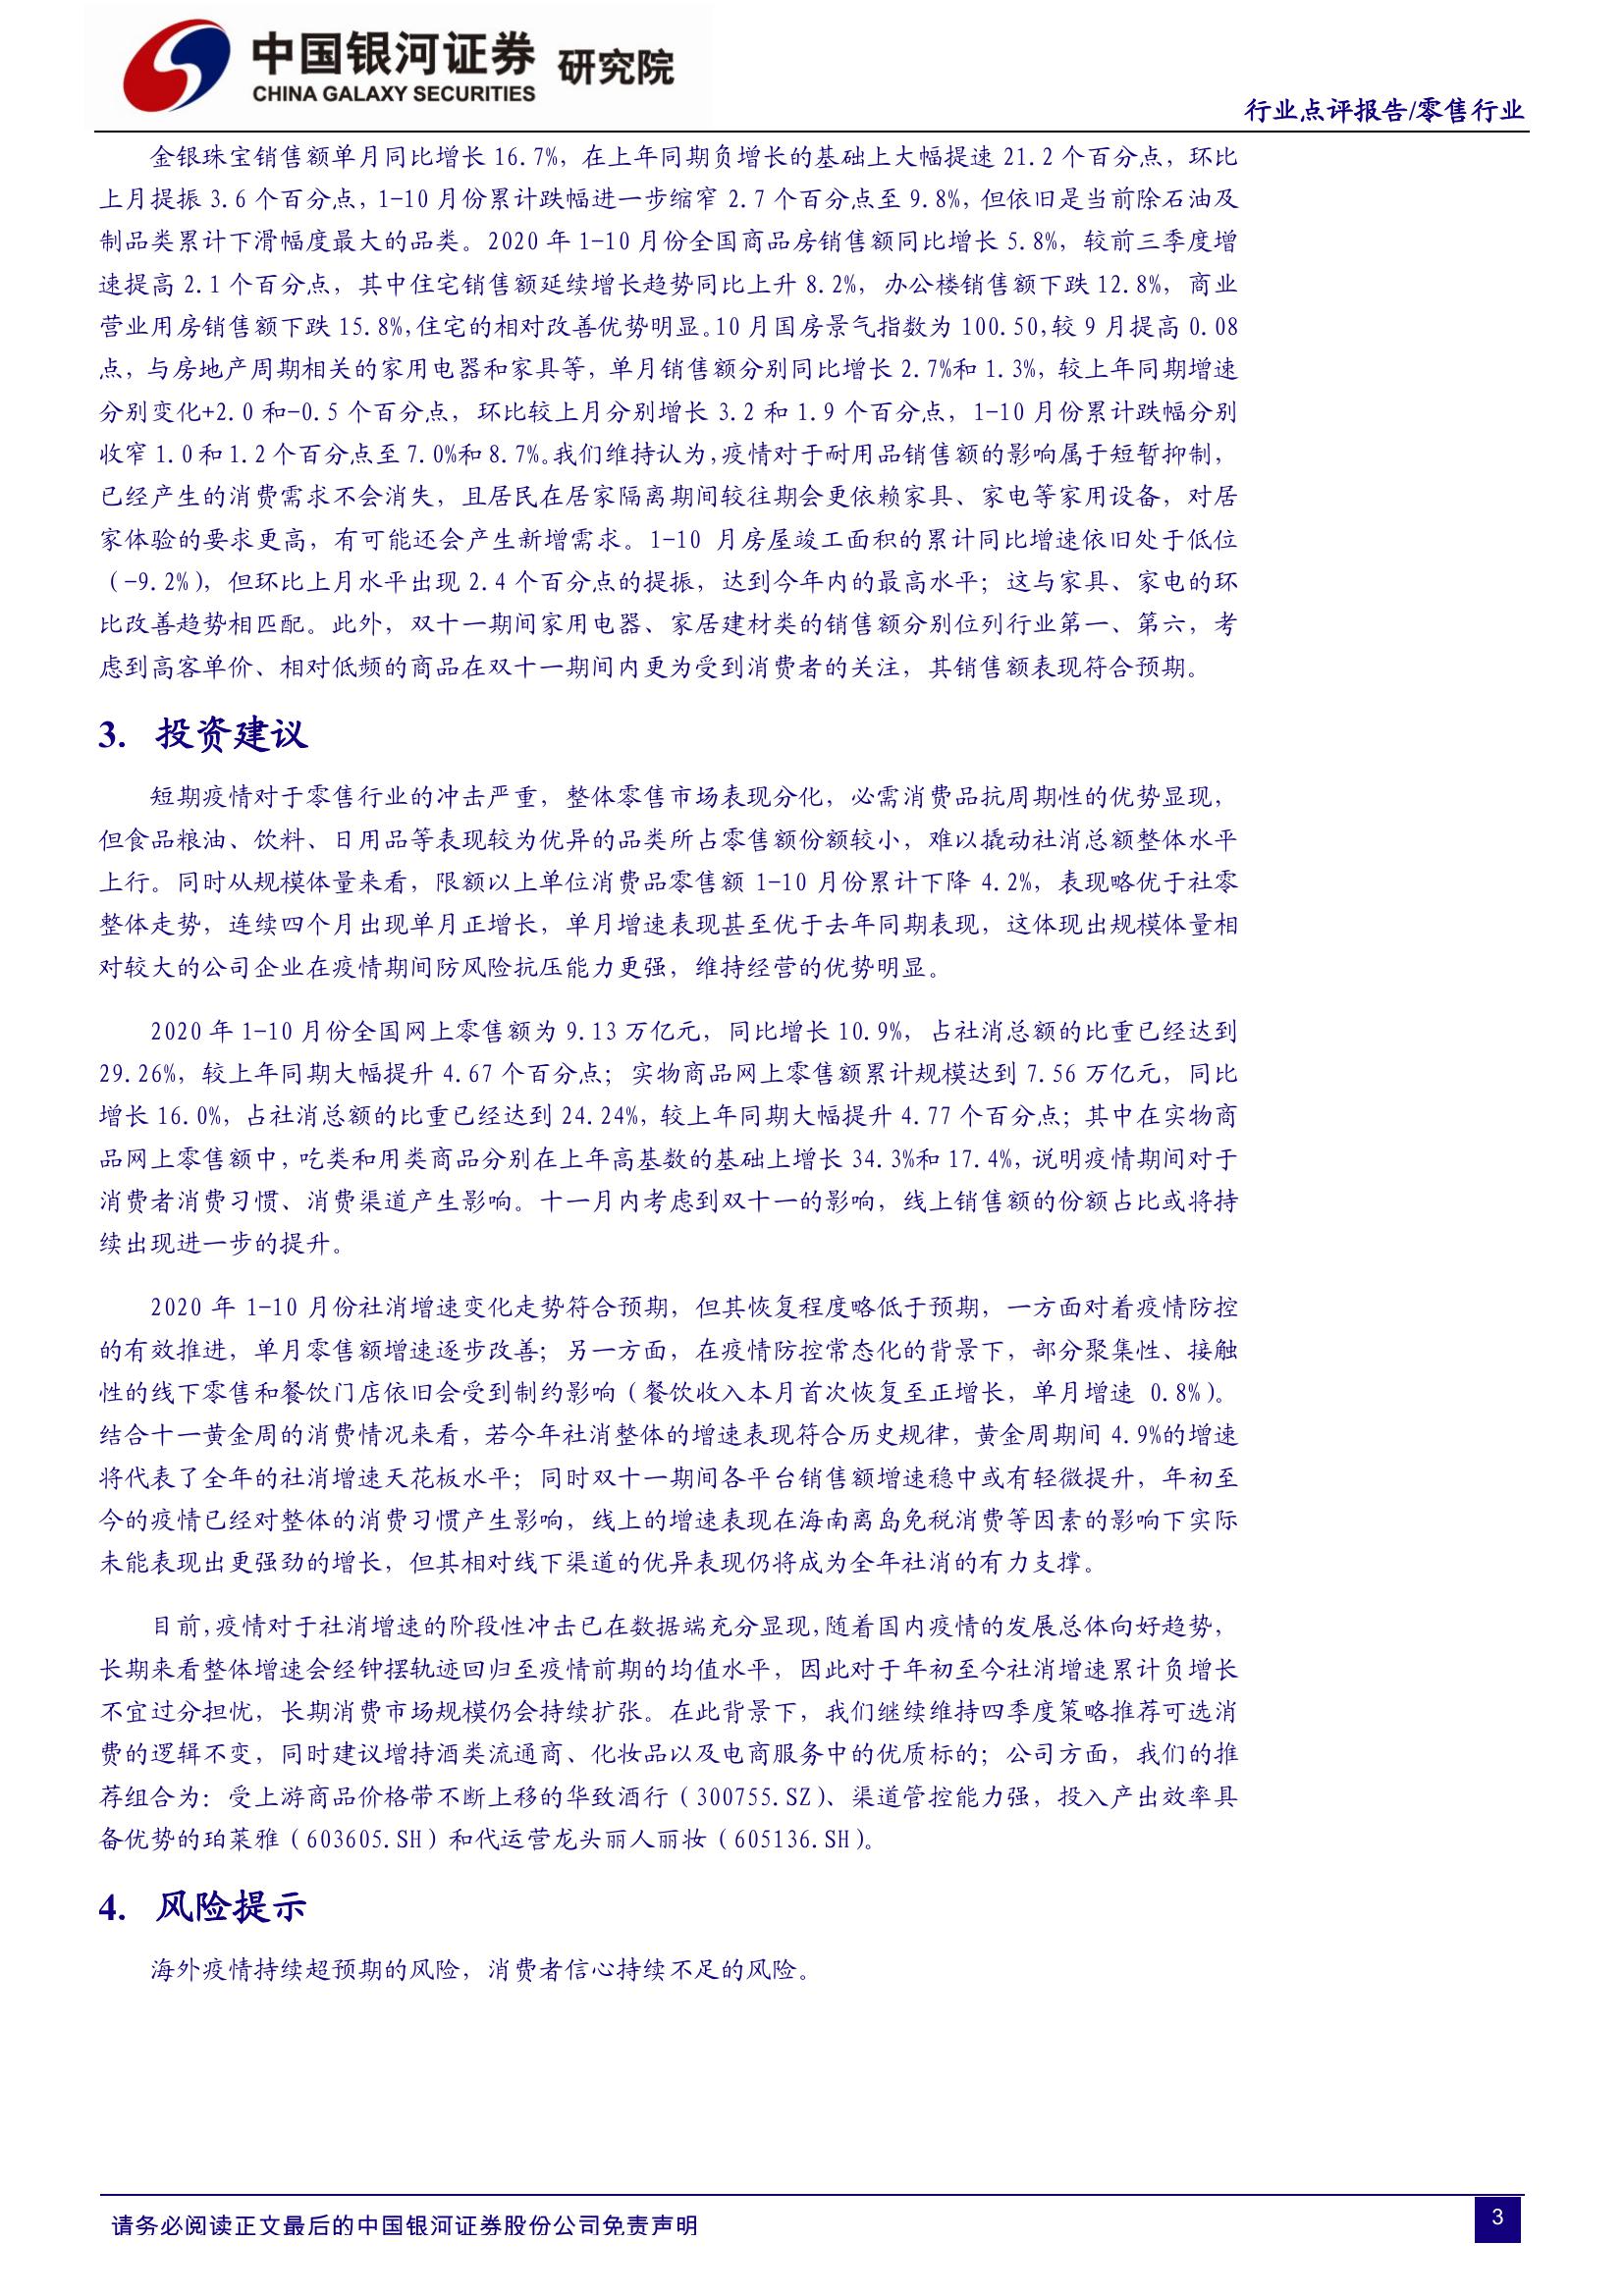 中国银河证券 研究院
CHINA GALAXY SECURITIES
行业点评报告/零售行业
金银珠宝销售额单月同比增长 16.7%，在上年同期负增长的基础上大幅提速 21.2 个百分点，环比
上月提振 3.6 个百分点，1-10 月份累计跌幅进一步缩窄 2.7 个百分点至 9.8%，但依旧是当前除石油及
制品类累计下滑幅度最大的品类。2020 年 1-10 月份全国商品房销售额同比增长 5.8%，较前三季度增
速提高 2.1 个百分点，其中住宅销售额延续增长趋势同比上升 8.2%，办公楼销售额下跌 12.8%，商业
营业用房销售额下跌 15.8%，住宅的相对改善优势明显。10 月国房景气指数为 100.50，较 9 月提高 0.08
点，与房地产周期相关的家用电器和家具等，单月销售额分别同比增长 2.7%和 1.3%，较上年同期增速
分别变化+2.0 和-0.5 个百分点，环比较上月分别增长 3.2 和 1.9 个百分点，1-10 月份累计跌幅分别
收窄 1.0 和 1.2 个百分点至 7.0%和 8.7%。我们维持认为，疫情对于耐用品销售额的影响属于短暂抑制，
已经产生的消费需求不会消失，且居民在居家隔离期间较往期会更依赖家具、家电等家用设备，对居
家体验的要求更高，有可能还会产生新增需求。1-10 月房屋竣工面积的累计同比增速依旧处于低位
（-9.2%），但环比上月水平出现 2.4 个百分点的提振，达到今年内的最高水平；这与家具、家电的环
比改善趋势相匹配。此外，双十一期间家用电器、家居建材类的销售额分别位列行业第一、第六，考
虑到高客单价、相对低频的商品在双十一期间内更为受到消费者的关注，其销售额表现符合预期。
3. 投资建议
短期疫情对于零售行业的冲击严重，整体零售市场表现分化，必需消费品抗周期性的优势显现，
但食品粮油、饮料、日用品等表现较为优异的品类所占零售额份额较小，难以撬动社消总额整体水平
上行。同时从规模体量来看，限额以上单位消费品零售额 1-10 月份累计下降 4.2%，表现略优于社零
整体走势，连续四个月出现单月正增长，单月增速表现甚至优于去年同期表现，这体现出规模体量相
对较大的公司企业在疫情期间防风险抗压能力更强，维持经营的优势明显。
2020 年 1-10 月份全国网上零售额为 9.13 万亿元，同比增长 10.9%，占社消总额的比重已经达到
29.26%，较上年同期大幅提升 4.67 个百分点；实物商品网上零售额累计规模达到 7.56 万亿元，同比
增长 16.0%，占社消总额的比重已经达到 24.24%，较上年同期大幅提升 4.77 个百分点；其中在实物商
品网上零售额中，吃类和用类商品分别在上年高基数的基础上增长 34.3%和 17.4%，说明疫情期间对于
消费者消费习惯、消费渠道产生影响。十一月内考虑到双十一的影响，线上销售额的份额占比或将持
续出现进一步的提升。
2020 年 1-10 月份社消增速变化走势符合预期，但其恢复程度略低于预期，一方面对着疫情防控
的有效推进，单月零售额增速逐步改善；另一方面，在疫情防控常态化的背景下，部分聚集性、接触
性的线下零售和餐饮门店依旧会受到制约影响（餐饮收入本月首次恢复至正增长，单月增速 0.8%）。
结合十一黄金周的消费情况来看，若今年社消整体的增速表现符合历史规律，黄金周期间 4.9%的增速
将代表了全年的社消增速天花板水平；同时双十一期间各平台销售额增速稳中或有轻微提升，年初至
今的疫情已经对整体的消费习惯产生影响，线上的增速表现在海南离岛免税消费等因素的影响下实际
未能表现出更强劲的增长，但其相对线下渠道的优异表现仍将成为全年社消的有力支撑。
目前，疫情对于社消增速的阶段性冲击已在数据端充分显现，随着国内疫情的发展总体向好趋势，
长期来看整体增速会经钟摆轨迹回归至疫情前期的均值水平，因此对于年初至今社消增速累计负增长
不宜过分担忧，长期消费市场规模仍会持续扩张。在此背景下，我们继续维持四季度策略推荐可选消
费的逻辑不变，同时建议增持酒类流通商、化妆品以及电商服务中的优质标的；公司方面，我们的推
荐组合为：受上游商品价格带不断上移的华致酒行（300755.SZ）、渠道管控能力强，投入产出效率具
备优势的珀莱雅（603605.SH）和代运营龙头丽人丽妆（605136.SH）。
4. 风险提示
海外疫情持续超预期的风险，消费者信心持续不足的风险。
请务必阅读正文最后的中国银河证券股份公司免责声明
3